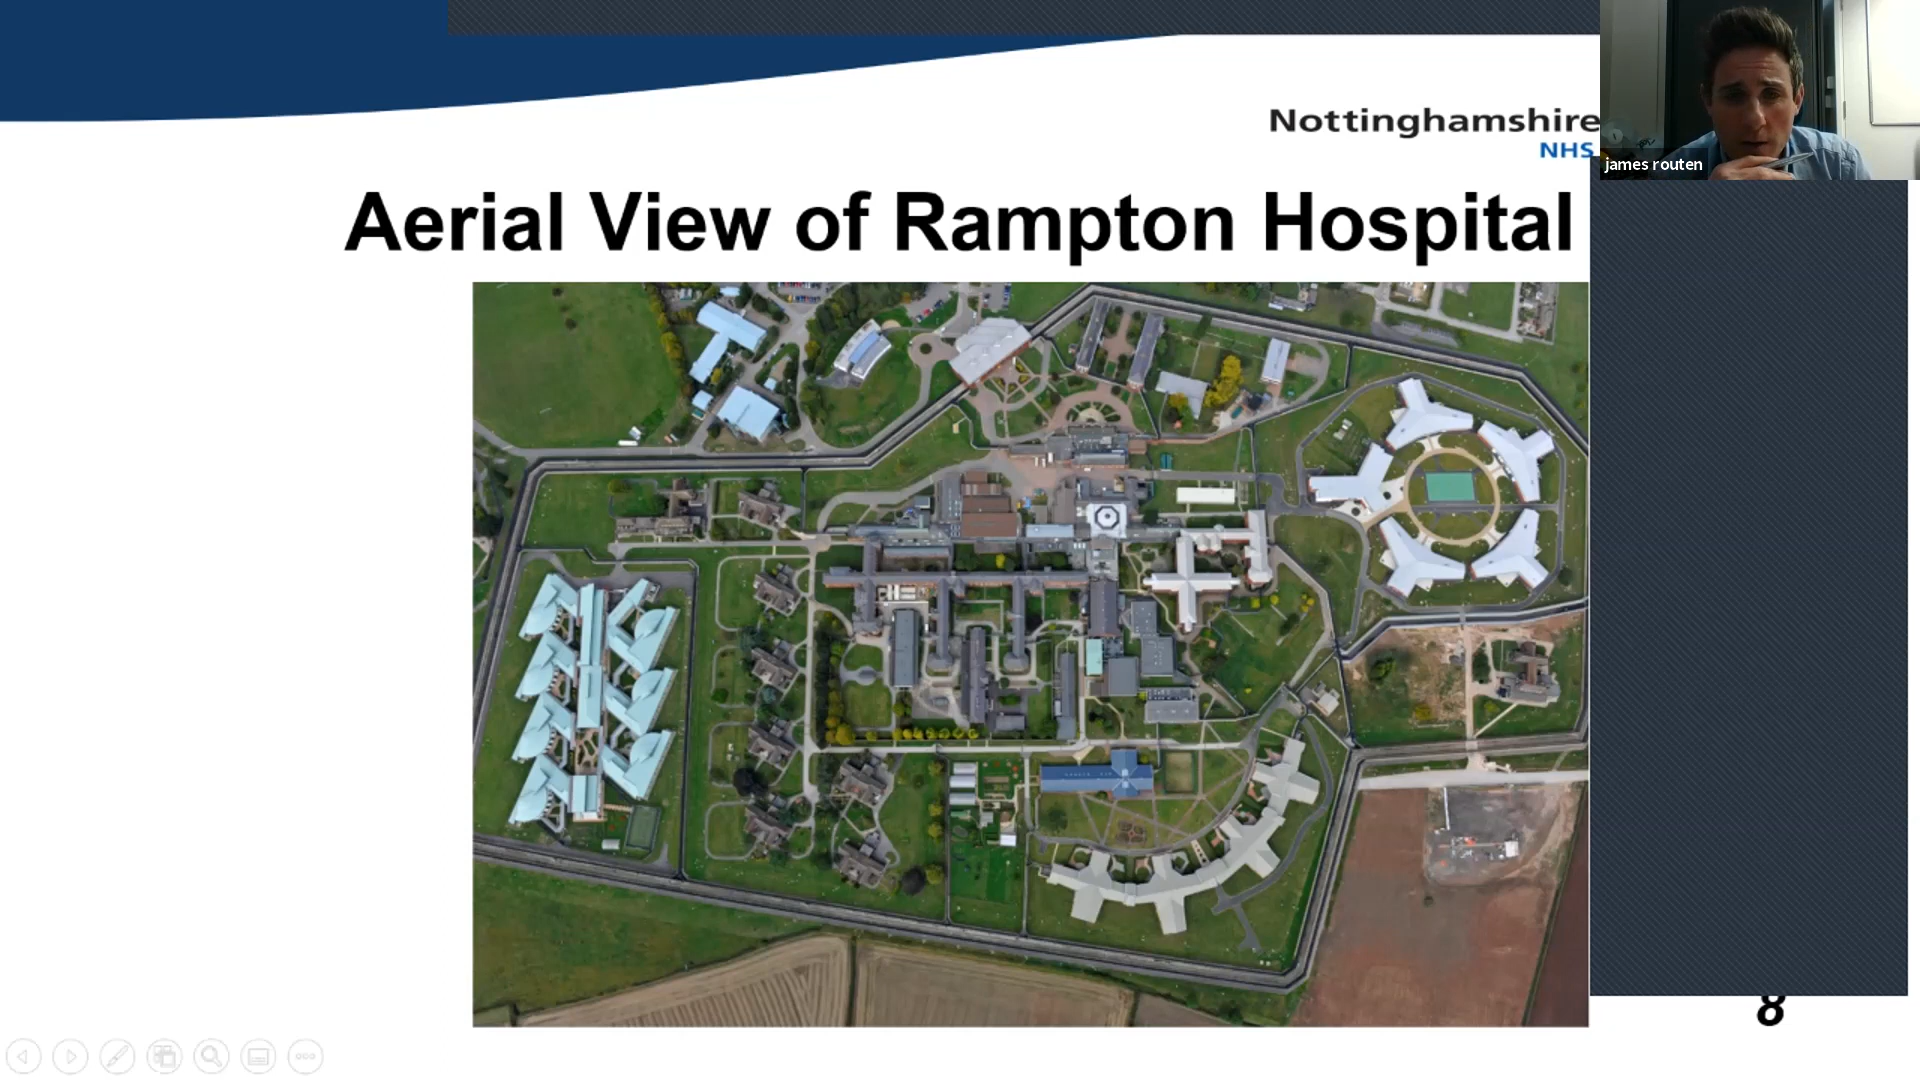 Nottinghamshire
NHS
james routen
Aerial View of Rampton Hospital
8